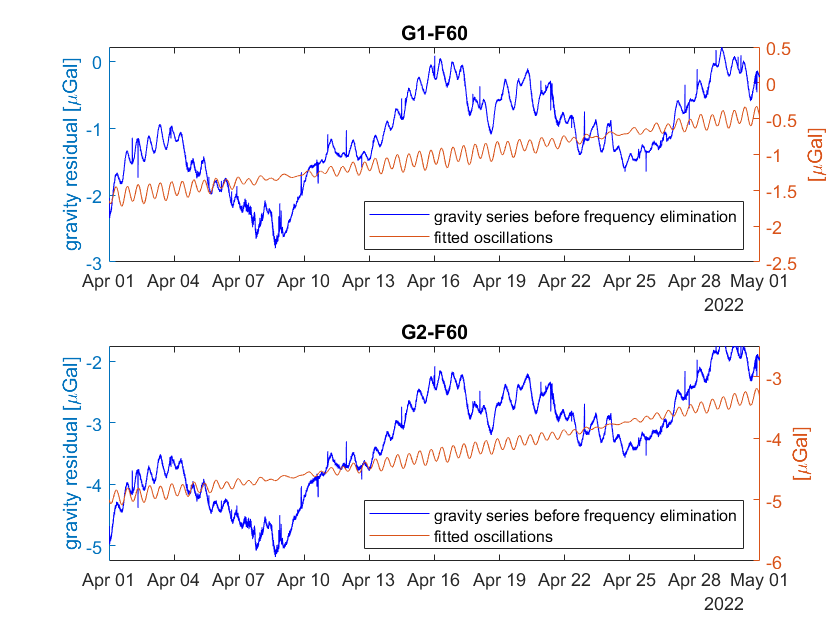 G1-F60
gravity residual [μGal]
0
-1
-2
-3
0.5
0
-0.5
-1
-1.5
-2
-2.5
[μGal]
gravity series before frequency elimination
fitted oscillations
Apr 01 Apr 04 Apr 07 Apr 10 Apr 13 Apr 16 Apr 19 Apr 22 Apr 25 Apr 28 May 01
2022
G2-F60
gravity residual [μGal]
-2
-3
-4
-5
-3
-4
-5
-6
[μGal]
gravity series before frequency elimination
fitted oscillations
Apr 01 Apr 04 Apr 07 Apr 10 Apr 13 Apr 16 Apr 19 Apr 22 Apr 25 Apr 28 May 01
2022